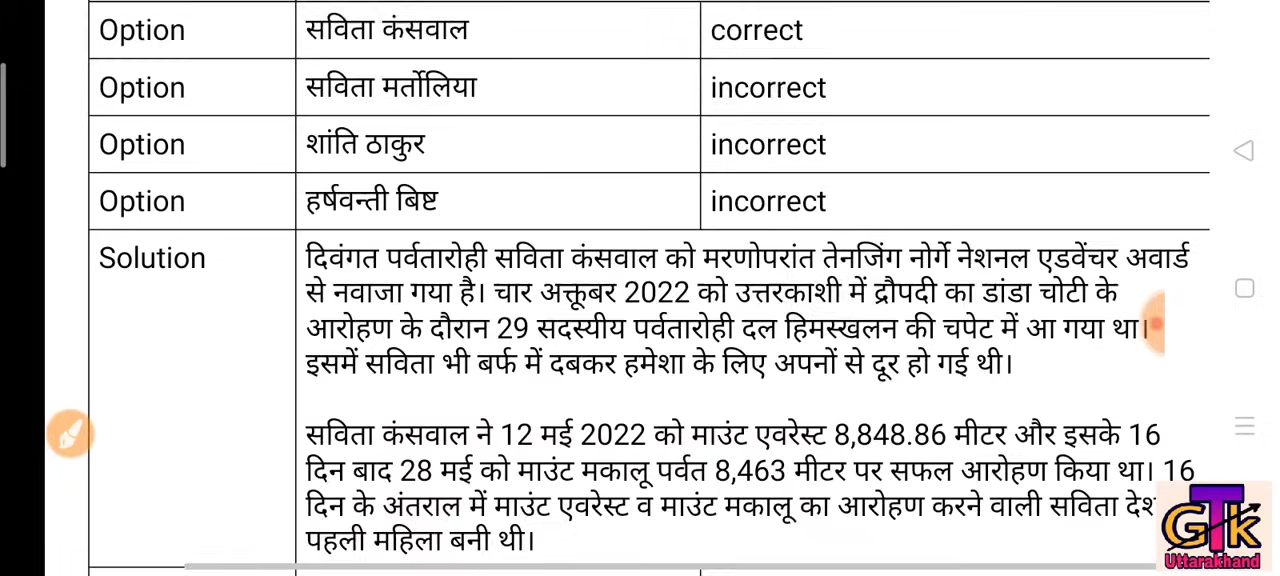 Option सविता कंसवाल correct
Option सविता मर्तोलिया incorrect
Option शांति ठाकुर incorrect
Option हर्षवन्ती बिष्ट incorrect
Solution दिवंगत पर्वतारोही सविता कंसवाल को मरणोपरांत तेनजिंग नोर्गे नेशनल एडवेंचर अवार्ड
से नवाजा गया है। चार अक्तूबर 2022 को उत्तरकाशी में द्रौपदी का डांडा चोटी के
आरोहण के दौरान 29 सदस्यीय पर्वतारोही दल हिमस्खलन की चपेट में आ गया था।
इसमें सविता भी बर्फ में दबकर हमेशा के लिए अपनों से दूर हो गई थी।
सविता कंसवाल ने 12 मई 2022 को माउंट एवरेस्ट 8,848.86 मीटर और इसके 16
दिन बाद 28 मई को माउंट मकालू पर्वत 8,463 मीटर पर सफल आरोहण किया था। 16
दिन के अंतराल में माउंट एवरेस्ट व माउंट मकालू का आरोहण करने वाली सविता देश
पहली महिला बनी थी।
GTK
Uttarakhand